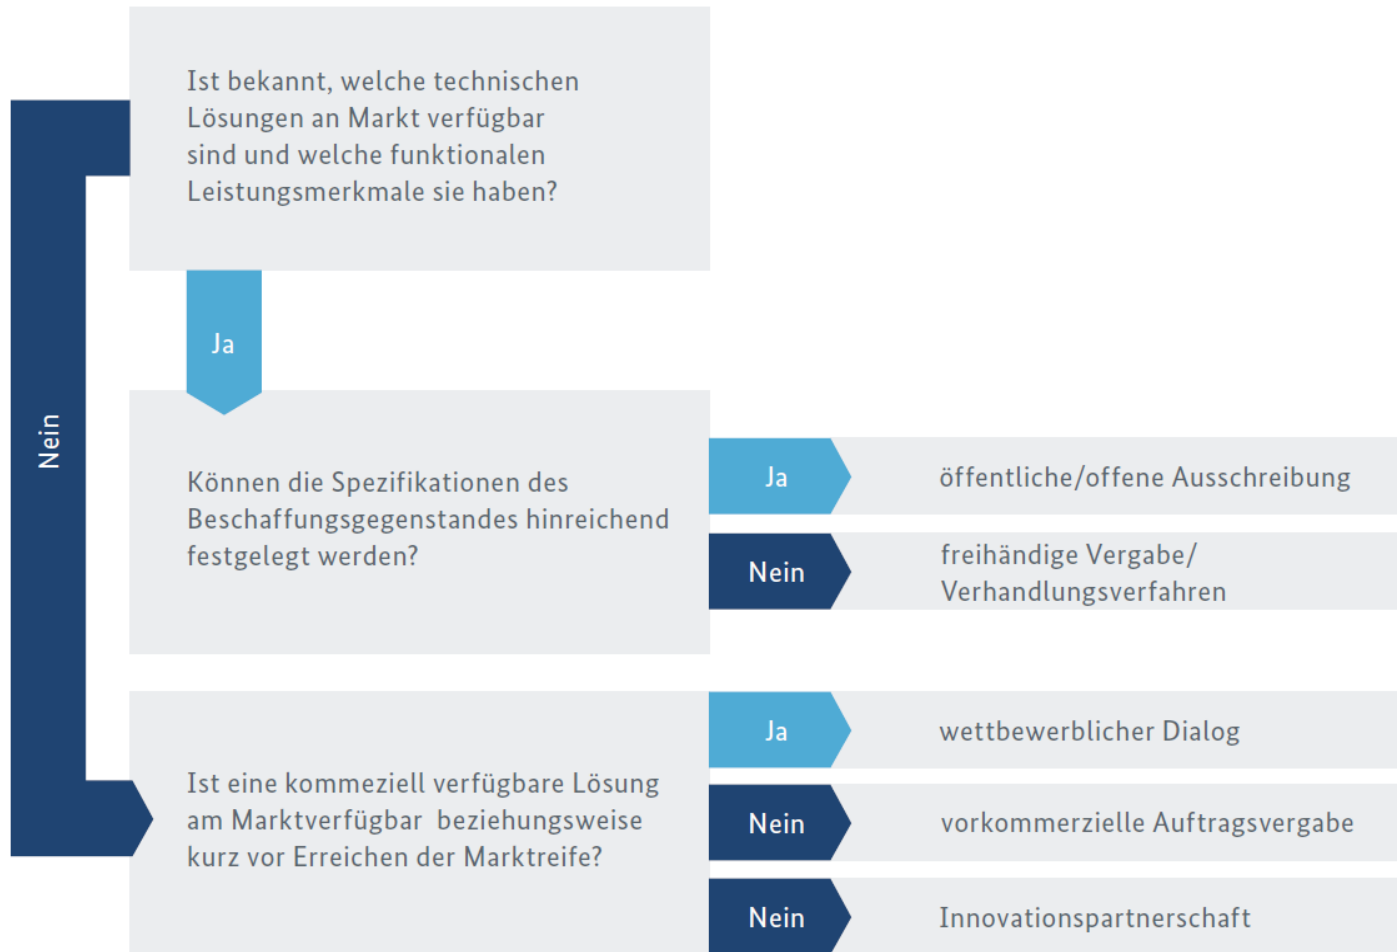 Ist bekannt, welche technischen
Lösungen an Markt verfügbar
sind und welche funktionalen
Leistungsmerkmale sie haben?
Ja
Nein
Können die Spezifikationen des
Beschaffungsgegenstandes hinreichend
festgelegt werden?
Ja
öffentliche/offene Ausschreibung
Nein
freihändige Vergabe/
Verhandlungsverfahren
Ist eine kommeziell verfügbare Lösung
am Marktverfügbar beziehungsweise
kurz vor Erreichen der Marktreife?
Ja
wettbewerblicher Dialog
Nein
vorkommerzielle Auftragsvergabe
Nein
Innovationspartnerschaft